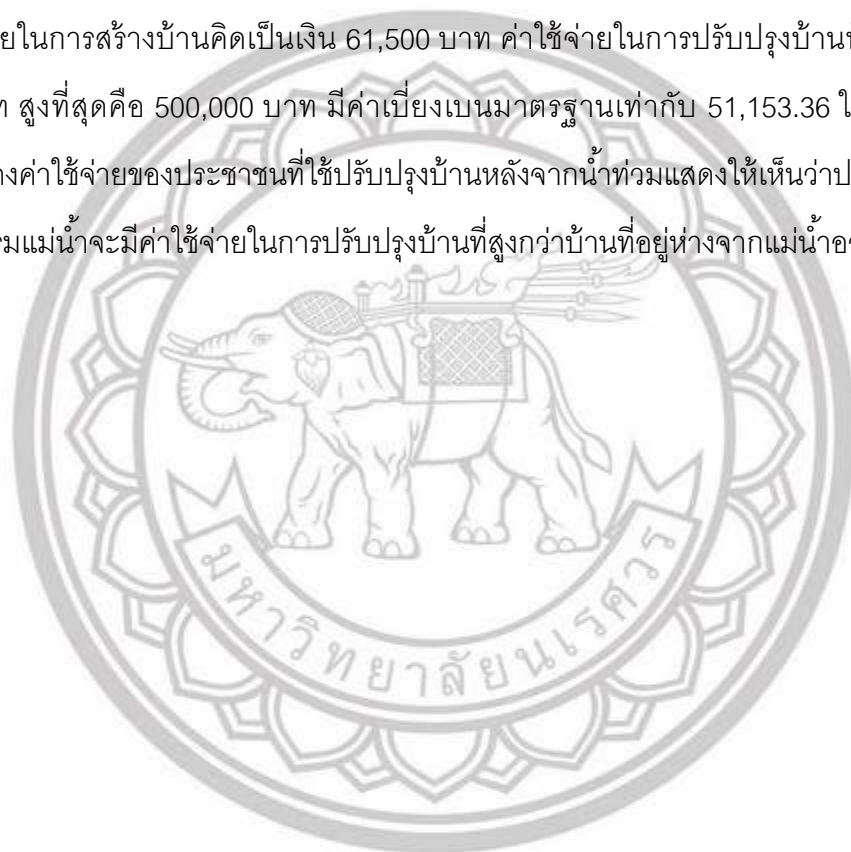 ยในการสร้างบ้านคิดเป็นเงิน 61,500 บาท ค่าใช้จ่ายในการปรับปรุงบ้าน
สูงที่สุดคือ 500,000 บาท มีค่าเบี่ยงเบนมาตรฐานเท่ากับ 51,153.36
งค่าใช้จ่ายของประชาชนที่ใช้ปรับปรุงบ้านหลังจากน้ำท่วมแสดงให้เห็นว่าป
มแม่น้ำจะมีค่าใช้จ่ายในการปรับปรุงบ้านที่สูงกว่าบ้านที่อยู่ห่างจากแม่น้ำอ
มหาวิทยาลัยนเรศวร